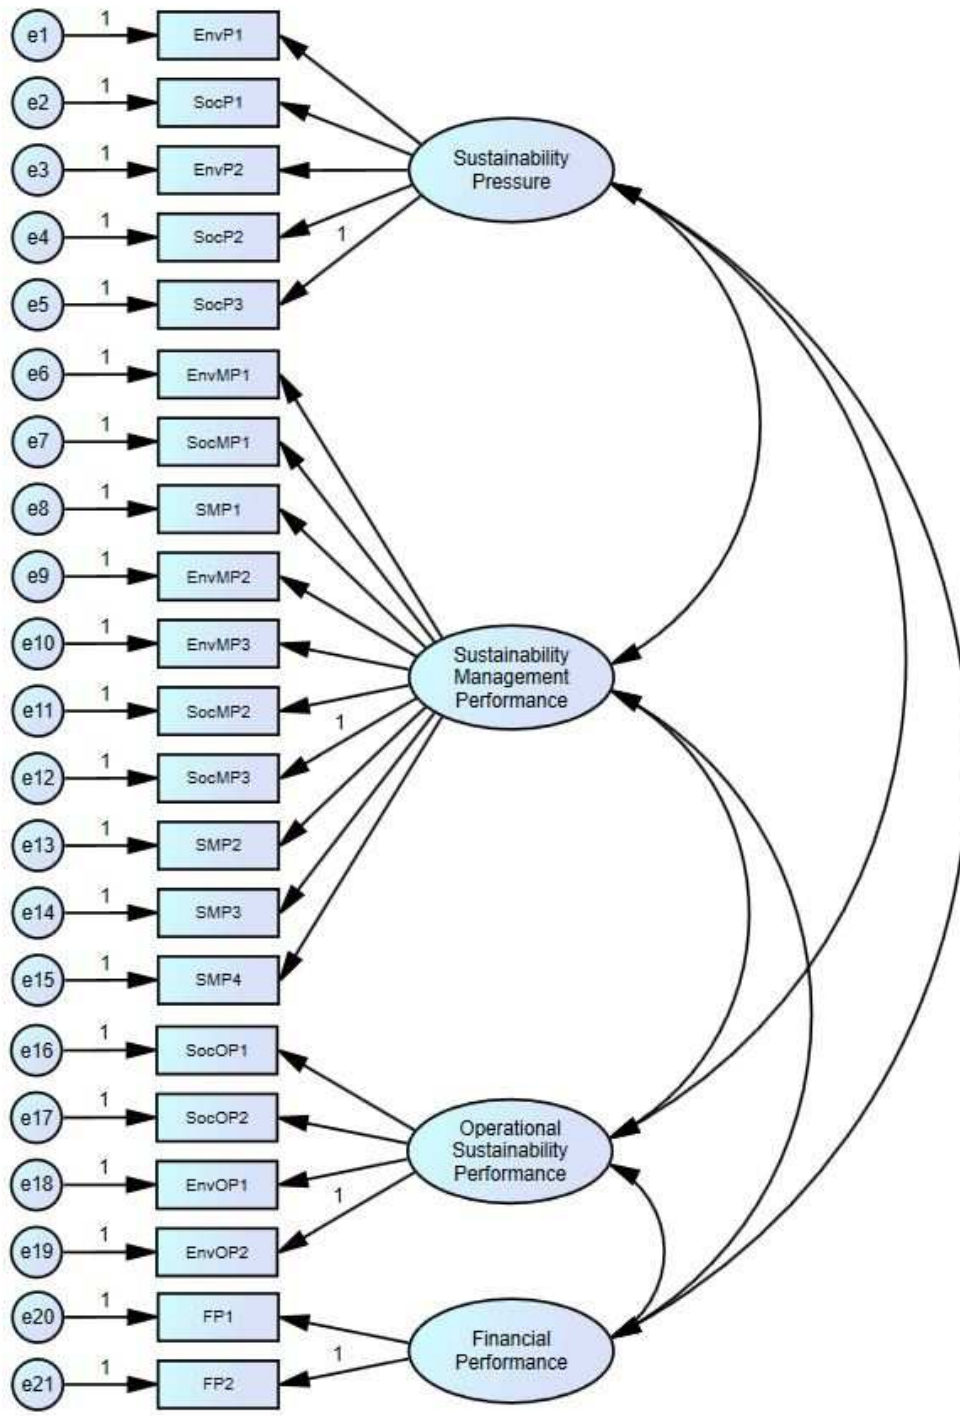 e1 1 EnvP1
e2 1 SocP1
Sustainability
Pressure
e3 1 EnvP2
e4 1 SocP2
1
e5 1 SocP3
e6 1 EnvMP1
e7 1 SocMP1
e8 1 SMP1
e9 1 EnvMP2
e10 1 EnvMP3
Sustainability
Management
Performance
e11 1 SocMP2
1
e12 1 SocMP3
e13 1 SMP2
e14 1 SMP3
e15 1 SMP4
e16 1 SocOP1
e17 1 SocOP2
Operational
Sustainability
Performance
e18 1 EnvOP1
1
e19 1 EnvOP2
e20 1 FP1
Financial
Performance
1
e21 1 FP2